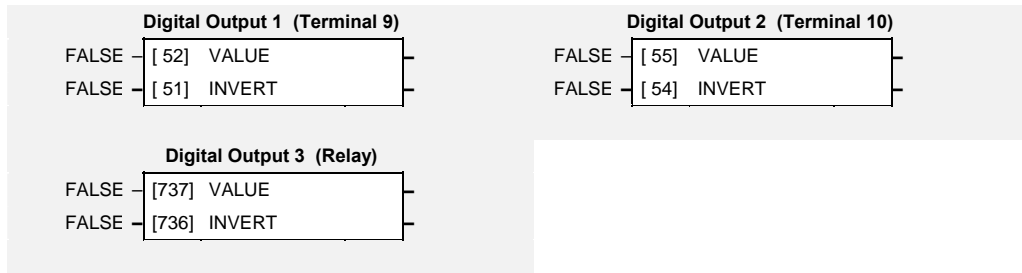 Digital Output 1 (Terminal 9)
FALSE [ 52] VALUE
FALSE [ 51] INVERT
Digital Output 2 (Terminal 10)
FALSE [ 55] VALUE
FALSE [ 54] INVERT
Digital Output 3 (Relay)
FALSE [737] VALUE
FALSE [736] INVERT